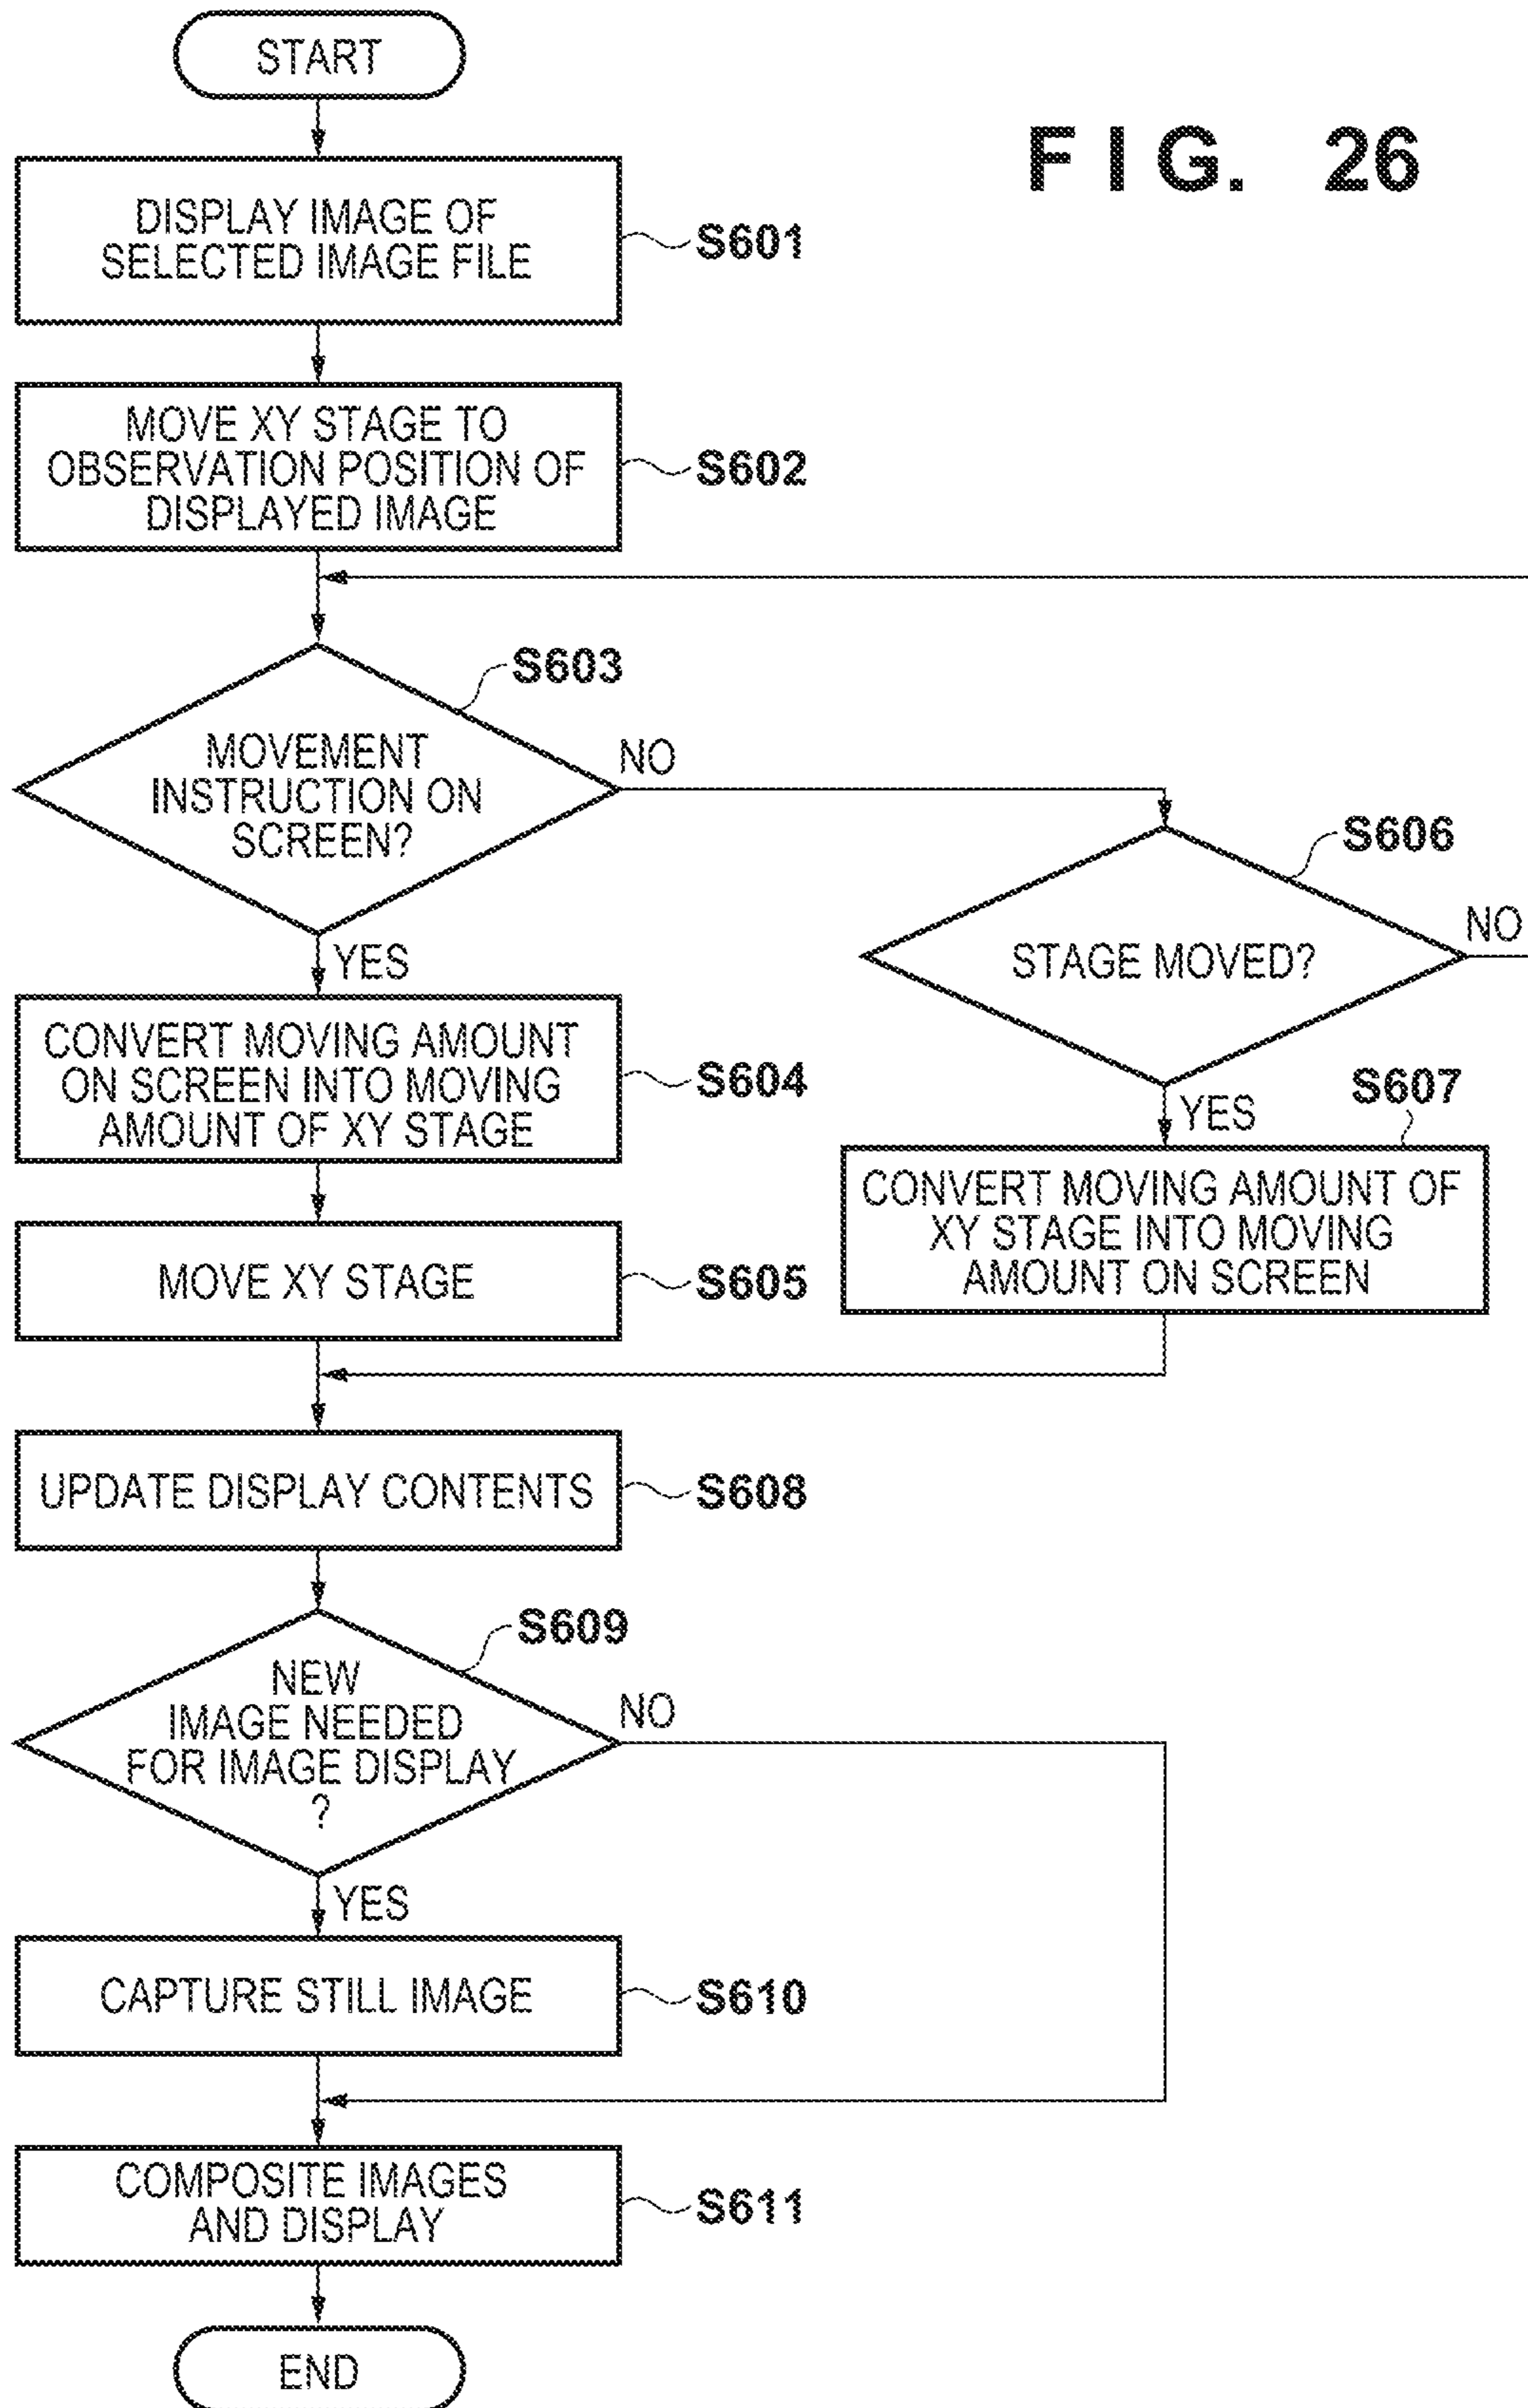 FIG. 26
START
DISPLAY IMAGE OF
SELECTED IMAGE FILE
S601
MOVE XY STAGE TO
OBSERVATION POSITION OF
DISPLAYED IMAGE
S602
S603
MOVEMENT
INSTRUCTION ON
SCREEN?
NO
YES
S606
STAGE MOVED?
NO
YES
CONVERT MOVING AMOUNT
ON SCREEN INTO MOVING
AMOUNT OF XY STAGE
S604
S607
CONVERT MOVING AMOUNT OF
XY STAGE INTO MOVING
AMOUNT ON SCREEN
MOVE XY STAGE
S605
UPDATE DISPLAY CONTENTS
S608
S609
NEW
IMAGE NEEDED
FOR IMAGE DISPLAY
?
NO
YES
CAPTURE STILL IMAGE
S610
COMPOSITE IMAGES
AND DISPLAY
S611
END